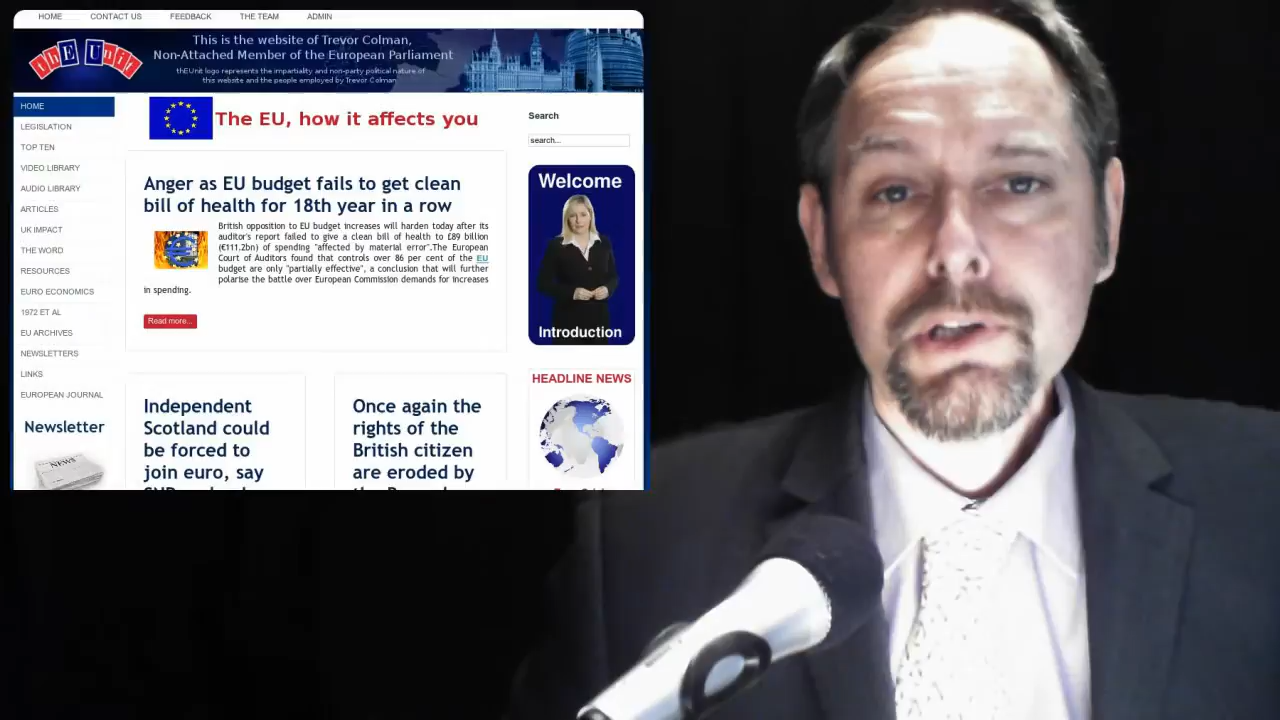 HOME CONTACT US FEEDBACK THE TEAM ADMIN
thEUnit
This is the website of Trevor Colman,
Non-Attached Member of the European Parliament
thEUnit logo represents the impartiality and non-party political nature of
this website and the people employed by Trevor Colman
HOME
LEGISLATION
TOP TEN
VIDEO LIBRARY
AUDIO LIBRARY
ARTICLES
UK IMPACT
THE WORD
RESOURCES
EURO ECONOMICS
1972 ET AL
EU ARCHIVES
NEWSLETTERS
LINKS
EUROPEAN JOURNAL
Newsletter
NEWS
The EU, how it affects you
Anger as EU budget fails to get clean
bill of health for 18th year in a row
British opposition to EU budget increases will harden today after its
auditor's report failed to give a clean bill of health to £89 billion
(€111.2bn) of spending "affected by material error".The European
Court of Auditors found that controls over 86 per cent of the EU
budget are only "partially effective", a conclusion that will further
polarise the battle over European Commission demands for increases
in spending.
Read more...
Independent
Scotland could
be forced to
join euro, say
Once again the
rights of the
British citizen
are eroded by
Search
search...
Welcome
Introduction
HEADLINE NEWS